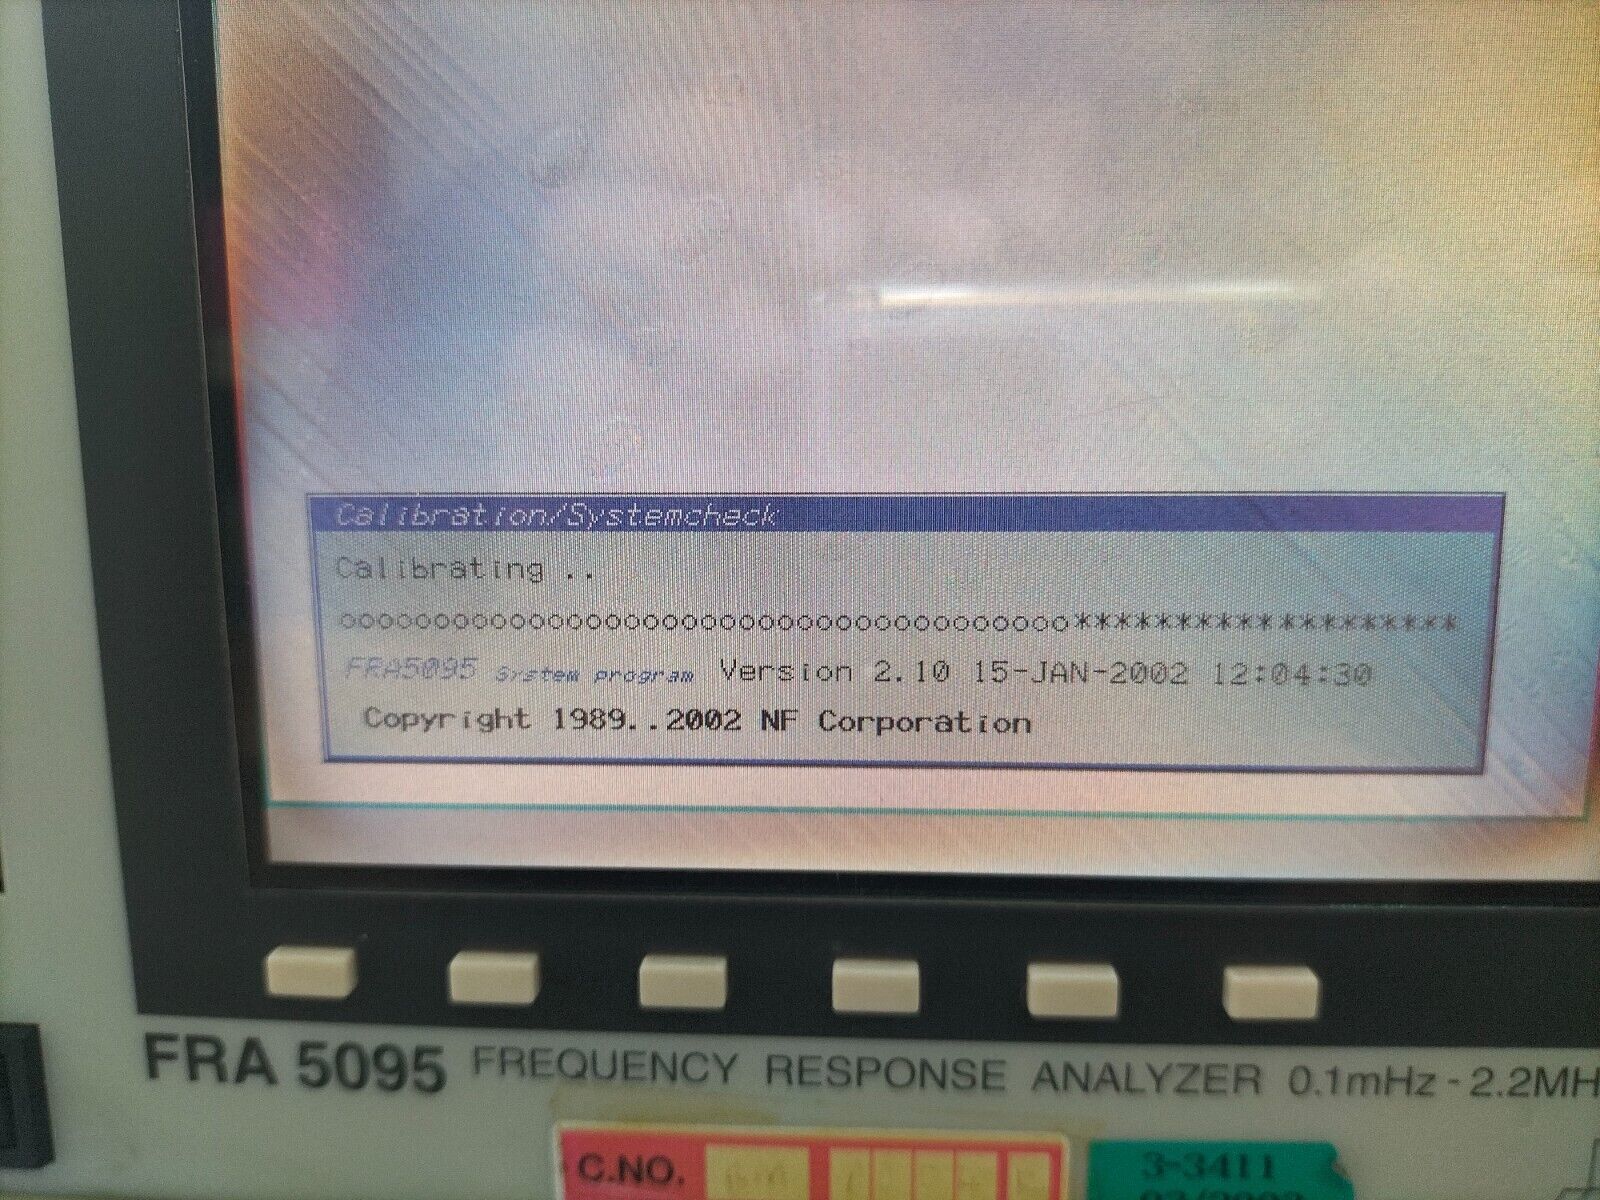 Calibration/Systemcheck
Calibrating ..
oooooooooooooooooooooooooooooooooooooo*******************
FRA5095 System program Version 2.10 15-JAN-2002 12:04:30
Copyright 1989..2002 NF Corporation
FRA 5095 FREQUENCY RESPONSE ANALYZER 0.1mHz - 2.2MH
C.NO.
3-3411